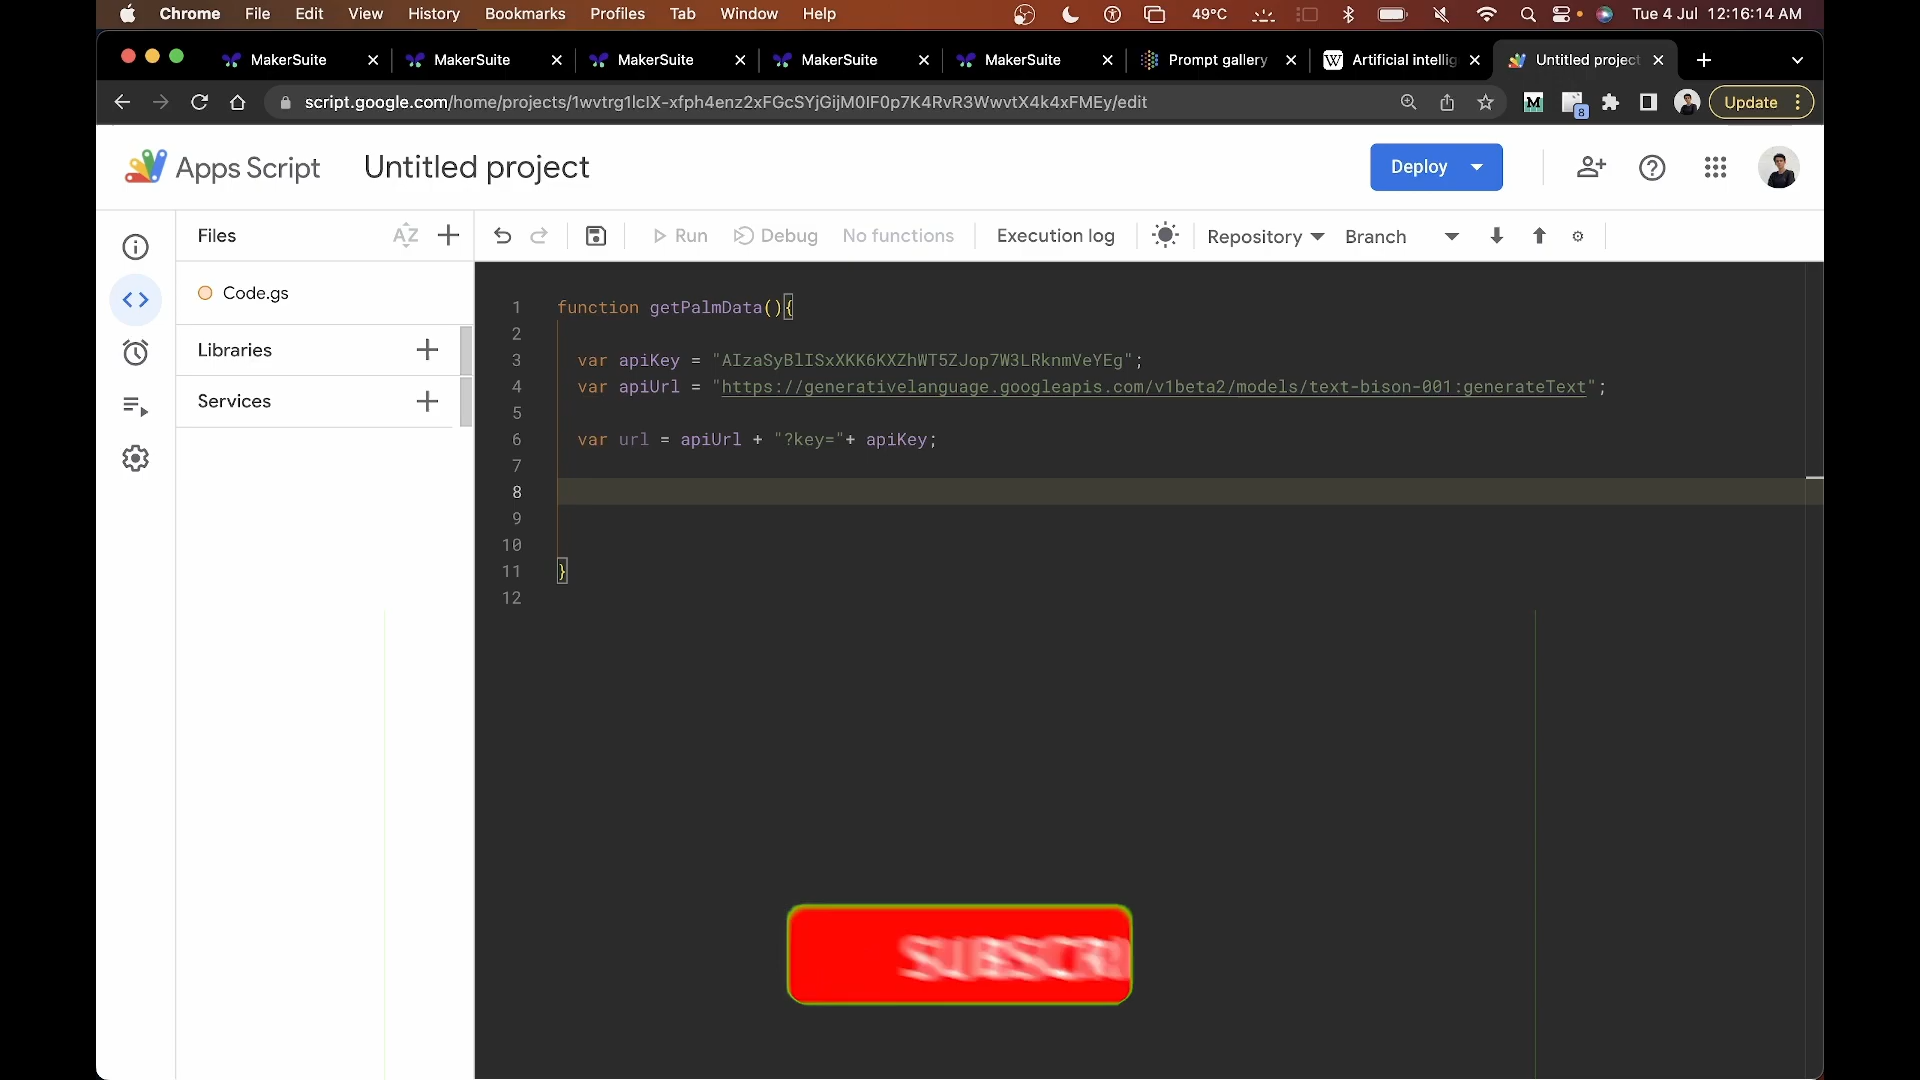 Chrome File Edit View History Bookmarks Profiles Tab Window Help 49°C Tue 4 Jul 12:16:14 AM
MakerSuite MakerSuite MakerSuite MakerSuite MakerSuite Prompt gallery Artificial intellig Untitled project
script.google.com/home/projects/1wvtrg1lclX-xfph4enz2xFGcSYjGijM0IF0p7K4RvR3WwvtX4k4xFMEy/edit M 8 Update
Apps Script Untitled project Deploy
Files AZ Run Debug No functions Execution log Repository Branch
Code.gs
Libraries
Services
1 function getPalmData(){
2
3 var apiKey = "AIzaSyBlISxXKK6KXZhWT5ZJop7W3LRknmVeYEg";
4 var apiUrl = "https://generativelanguage.googleapis.com/v1beta2/models/text-bison-001:generateText";
5
6 var url = apiUrl + "?key="+ apiKey;
7
8
9
10
11 }
12
SUBSCRI